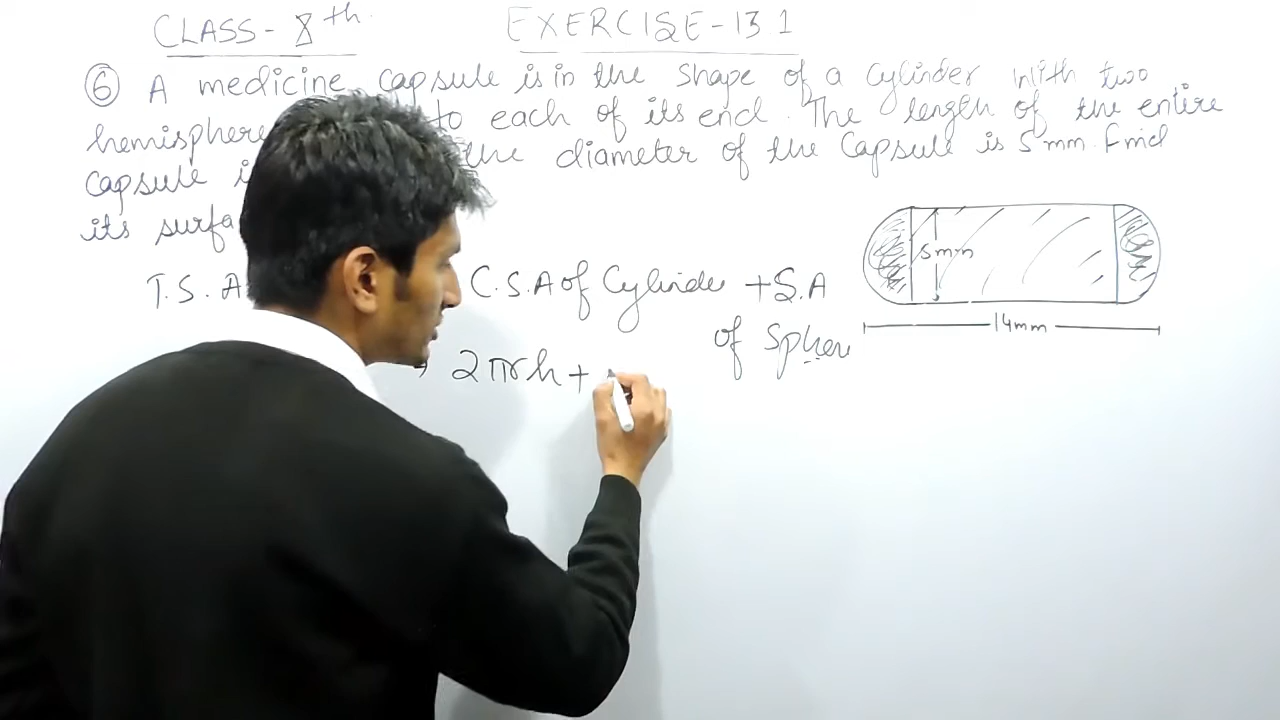 CLASS - X th. EXERCISE-13.1
⑥ A medicine capsule is in the shape of a cylinder with two
hemisphere to each of its end. The length of the entire
capsule the diameter of the capsule is 5 mm. Find
its surfa
T.S.A C.S.A of Cylinder + S.A
of Sphere
2πrh +
5mm
14mm